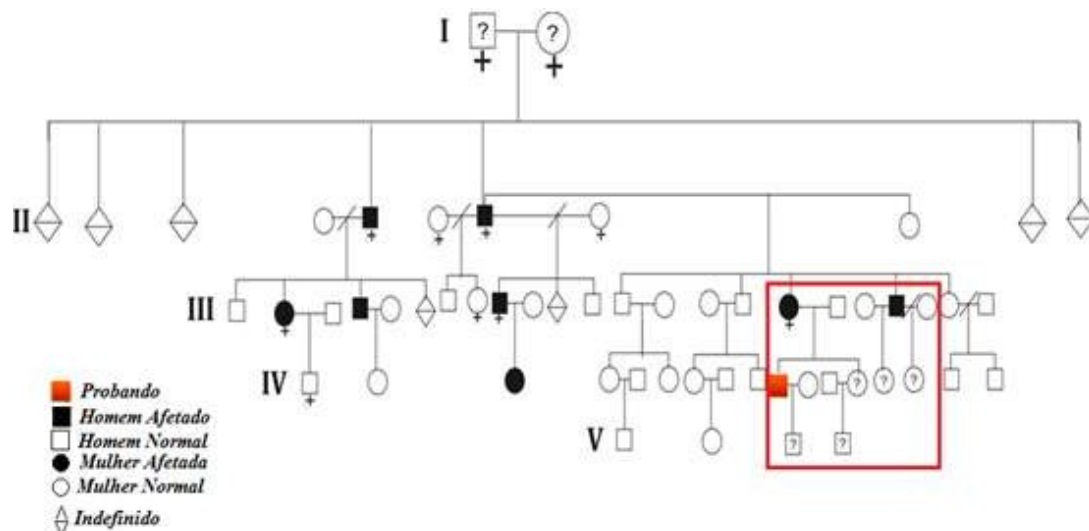 I ? ?
II
III
IV ? ? ?
V ? ?
Probando
Homem Afetado
Homem Normal
Mulher Afetada
Mulher Normal
Indefinido